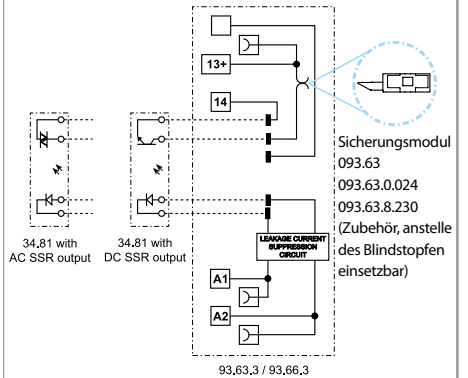 13+
14
Sicherungsmodul
093.63
093.63.0.024
093.63.8.230
(Zubehör, anstelle
des Blindstopfen
einsetzbar)
34.81 with
AC SSR output
34.81 with
DC SSR output
LEAKAGE CURRENT
SUPPRESSION
CIRCUIT
A1
A2
93.63.3 / 93.66.3